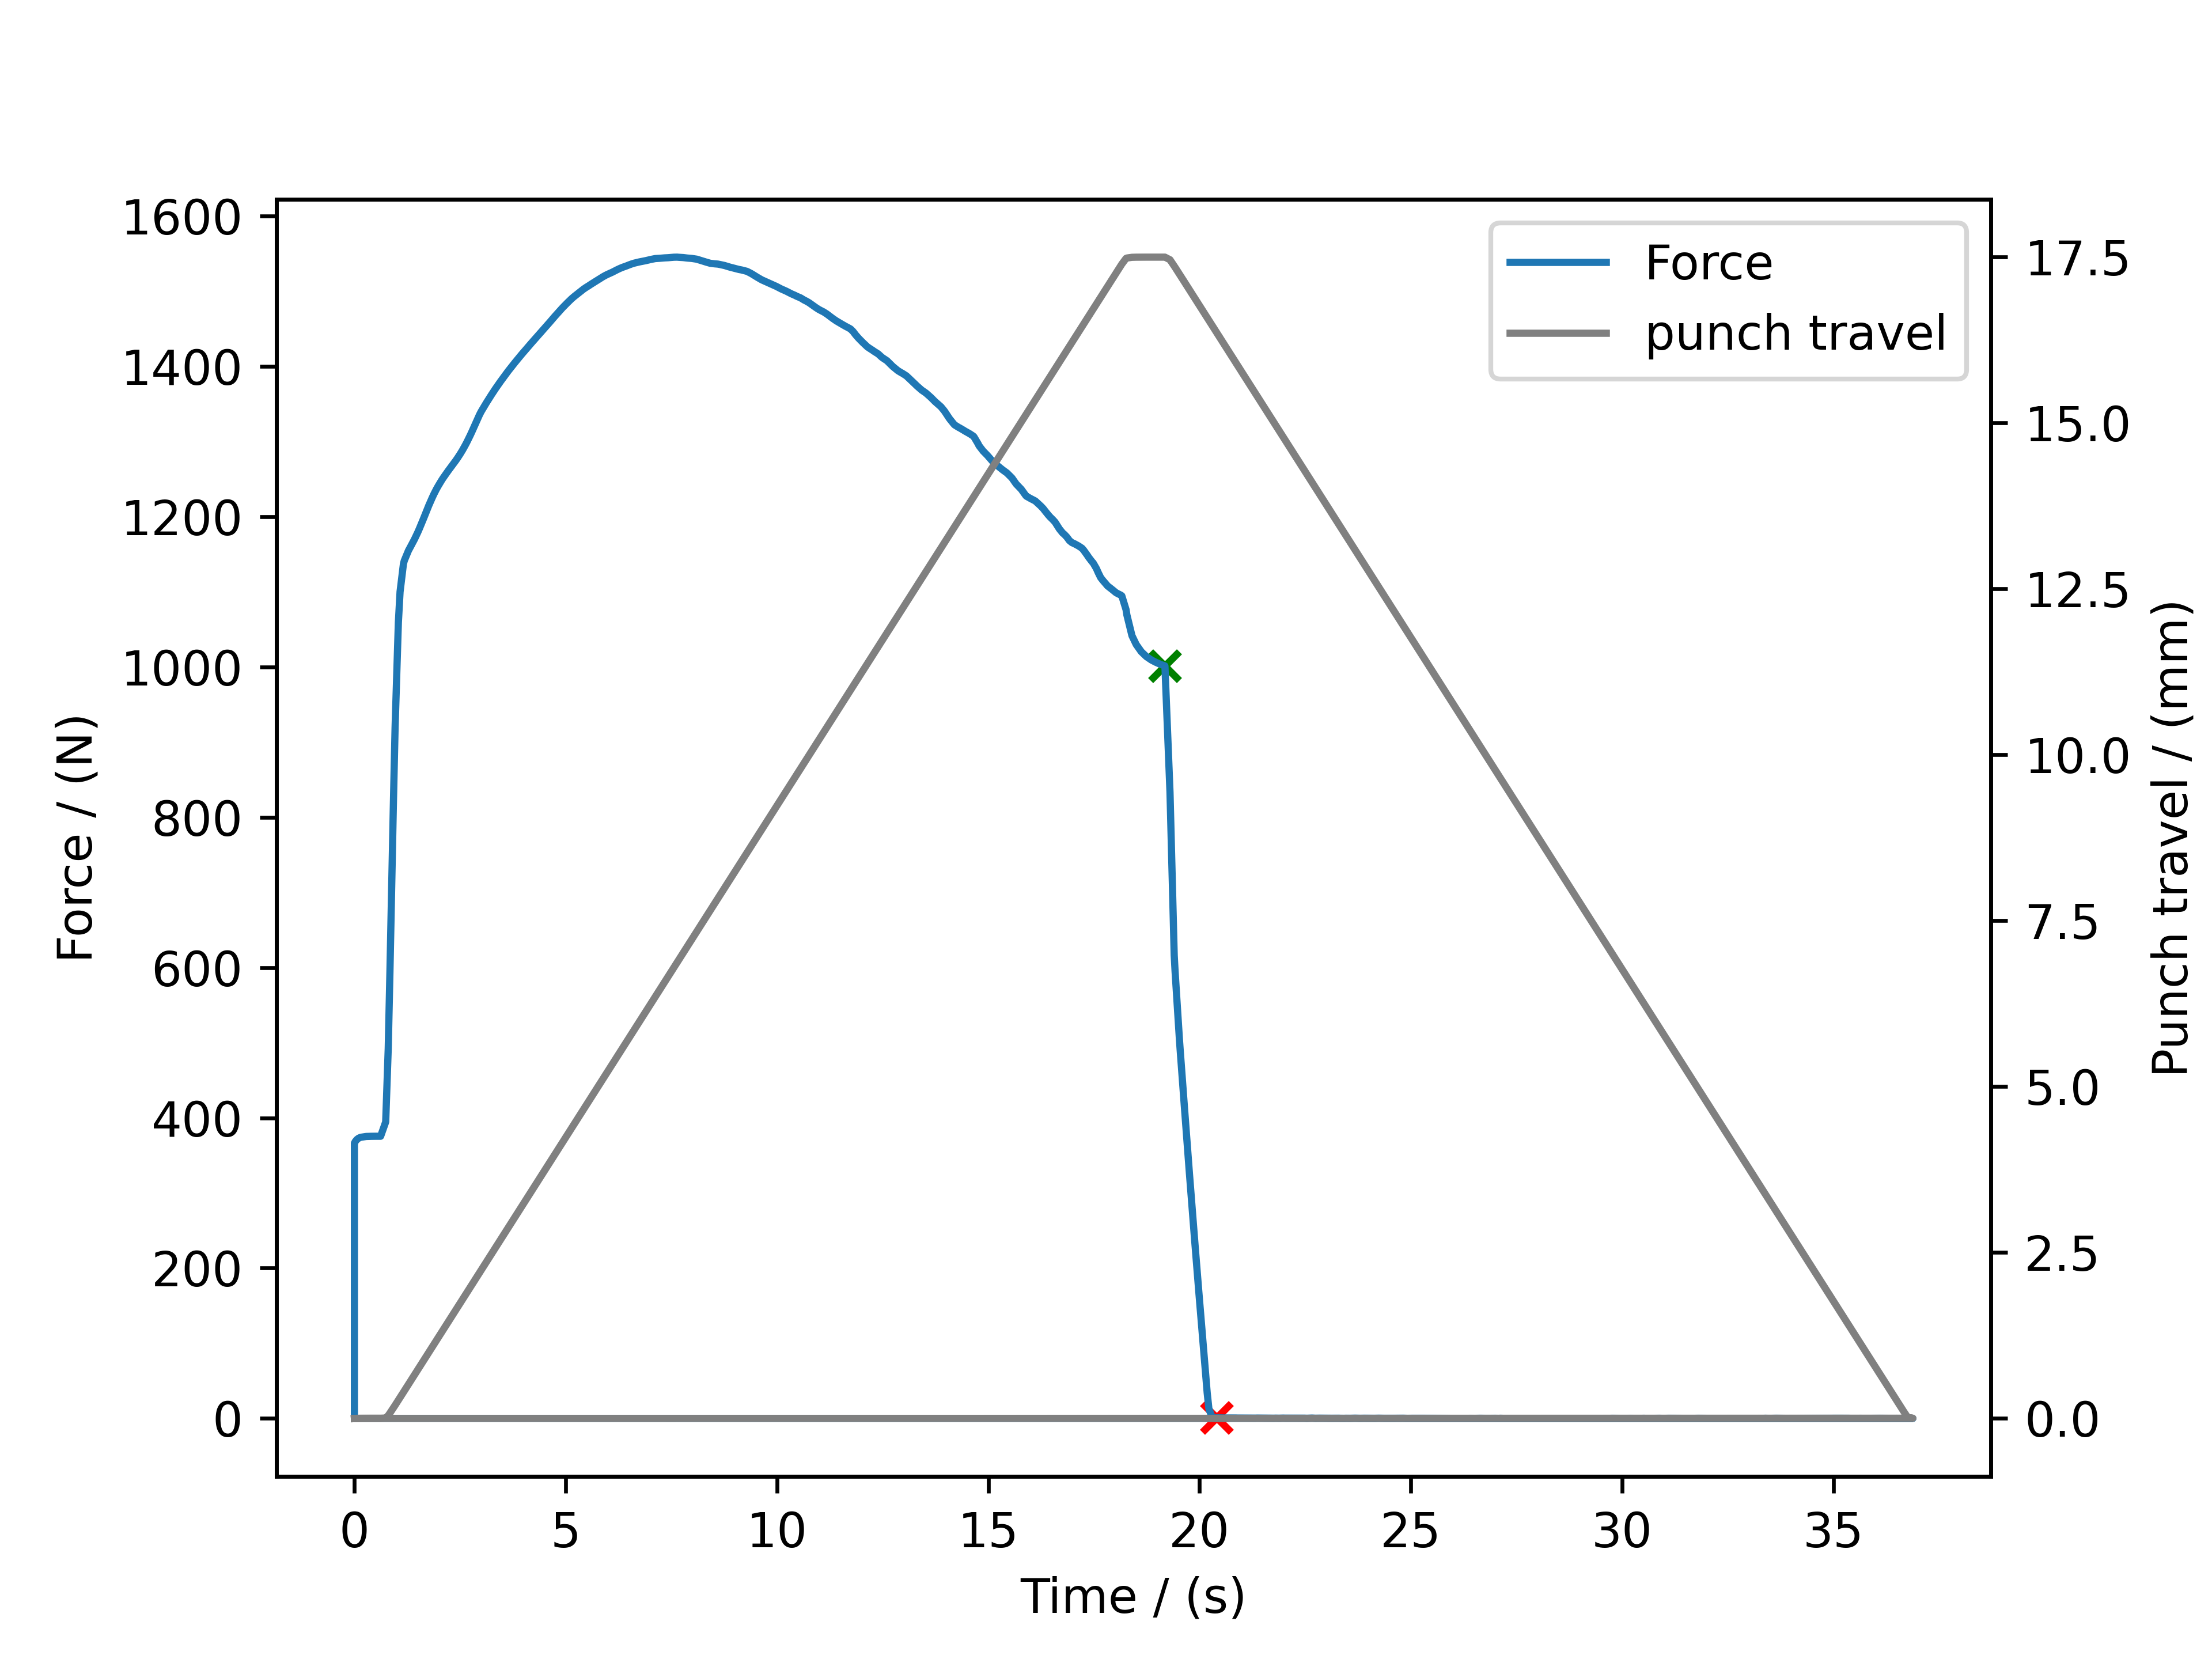 Force
punch travel
1600
1400
1200
1000
800
600
400
200
0
Force / (N)
17.5
15.0
12.5
10.0
7.5
5.0
2.5
0.0
Punch travel / (mm)
0 5 10 15 20 25 30 35
Time / (s)